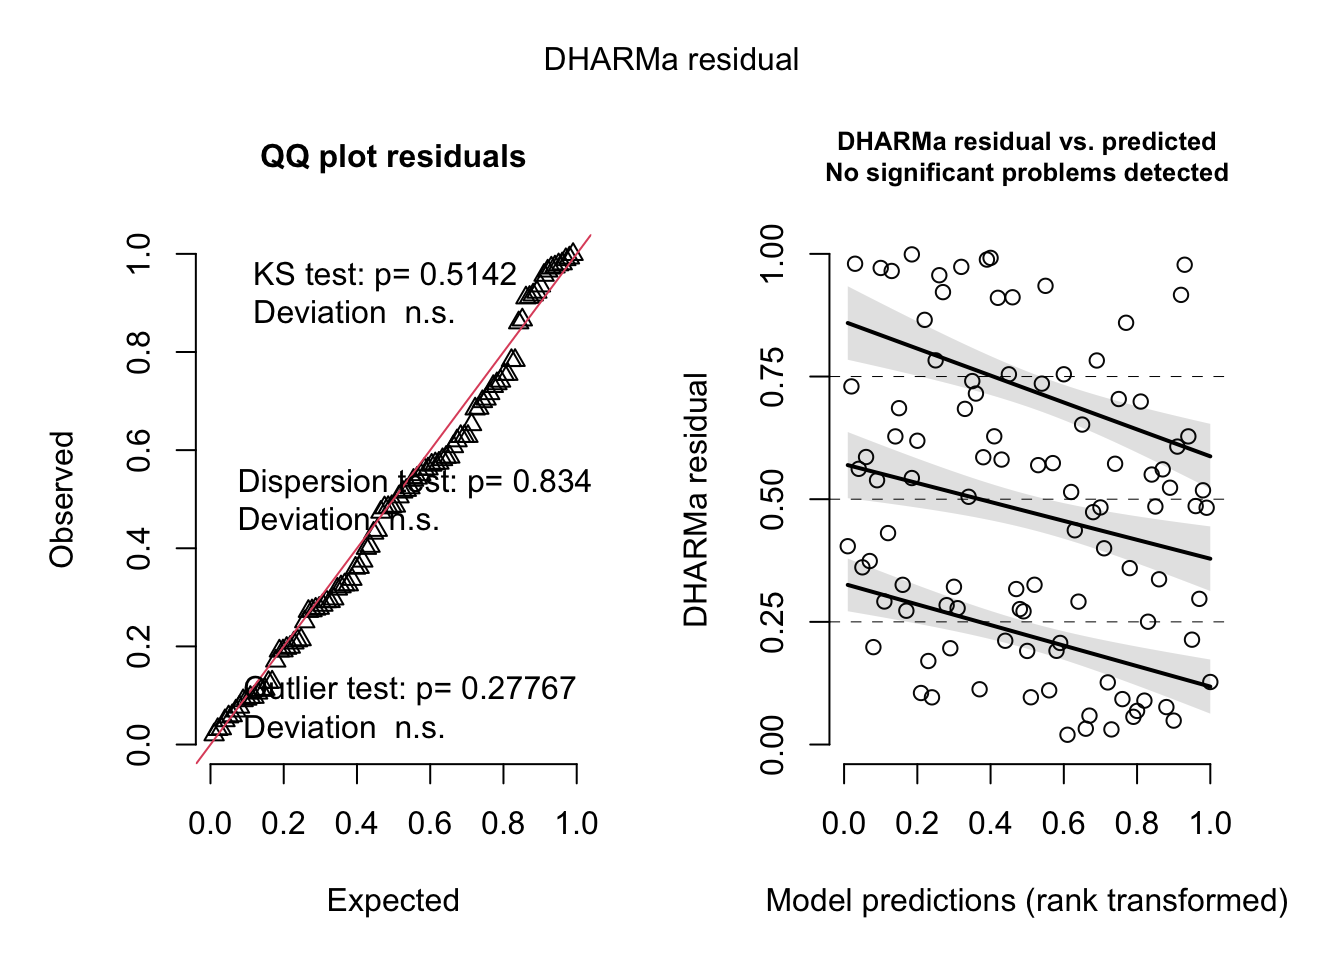 DHARMa residual
QQ plot residuals
KS test: p= 0.5142
Deviation  n.s.
Dispersion test: p= 0.834
Deviation  n.s.
Outlier test: p= 0.27767
Deviation  n.s.
Observed
0.0 0.2 0.4 0.6 0.8 1.0
0.0 0.2 0.4 0.6 0.8 1.0
Expected
DHARMa residual vs. predicted
No significant problems detected
DHARMa residual
0.00 0.25 0.50 0.75 1.00
0.0 0.2 0.4 0.6 0.8 1.0
Model predictions (rank transformed)